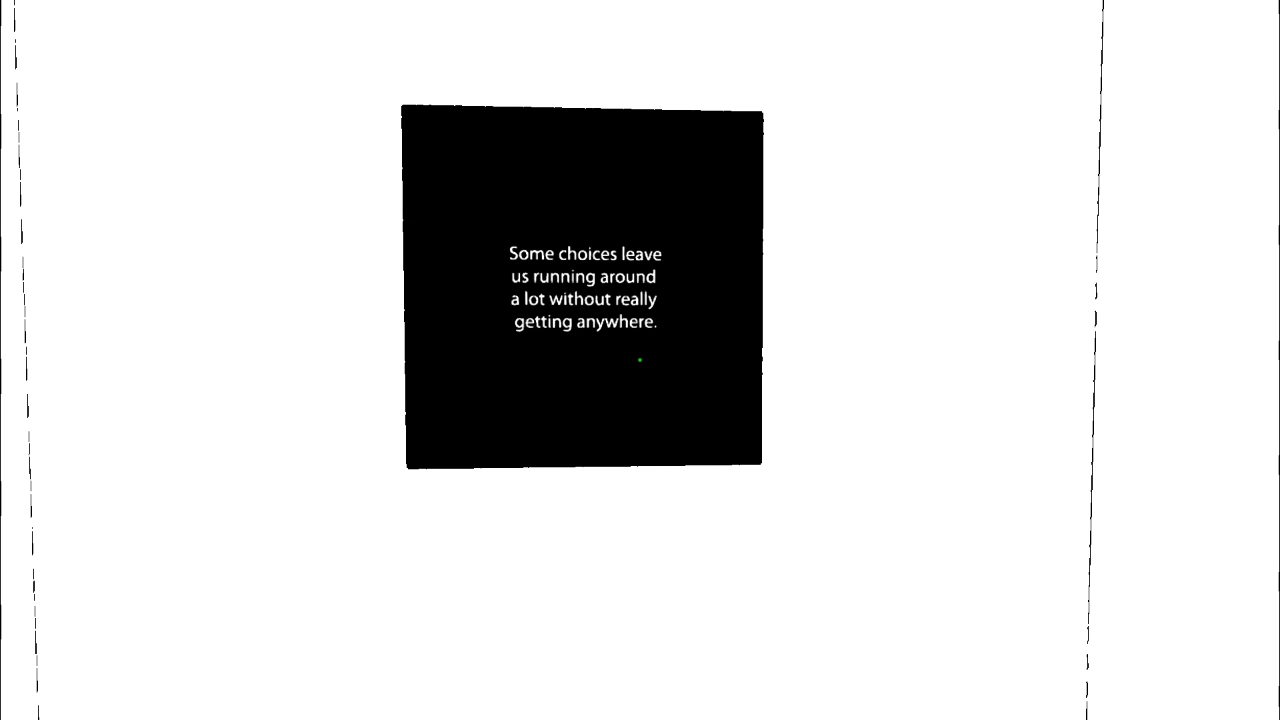 Some choices leave
us running around
a lot without really
getting anywhere.